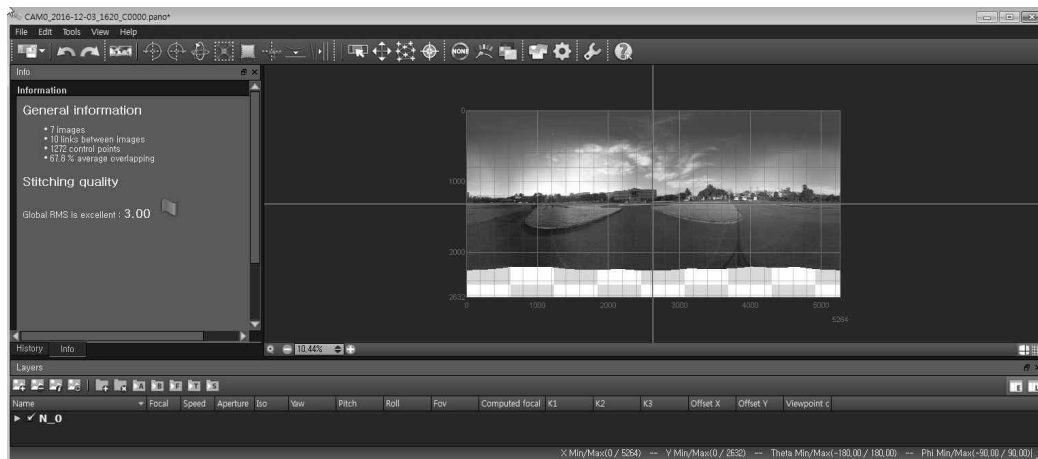 CAM0_2016-12-03_1620_C0000.pano*
File Edit Tools View Help
NONE
Info
Information
General information
• 7 images
• 10 links between images
• 1272 control points
• 67.8 % average overlapping
Stitching quality
Global RMS is excellent : 3.00
0
1000
2000
2632
0 1000 2000 3000 4000 5000
5264
History Info
10,44%
Layers
Name Focal Speed Aperture Iso Yaw Pitch Roll Fov Computed focal K1 K2 K3 Offset X Offset Y Viewpoint c
N_0
X Min/Max(0 / 5264) -- Y Min/Max(0 / 2632) -- Theta Min/Max(-180,00 / 180,00) -- Phi Min/Max(-90,00 / 90,00)